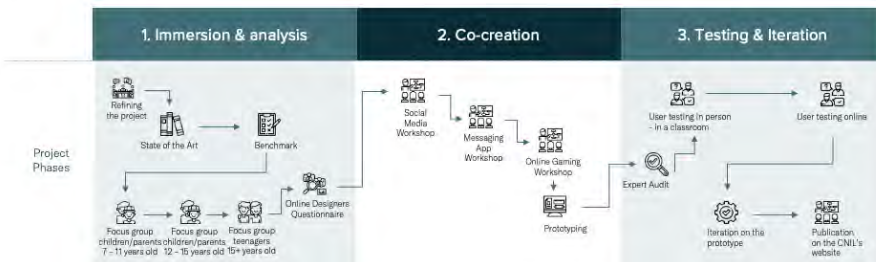 1. Immersion & analysis
2. Co-creation
3. Testing & Iteration
Project
Phases
Refining
the project
State of the Art
Benchmark
Focus group
children/parents
7 - 11 years old
Focus group
children/parents
12 - 15 years old
Focus group
teenagers
15+ years old
Online Designers
Questionnaire
Social
Media
Workshop
Messaging
App
Workshop
Online Gaming
Workshop
Prototyping
Expert Audit
User testing in person
- in a classroom
User testing online
Iteration on the
prototype
Publication
on the CNIL's
website